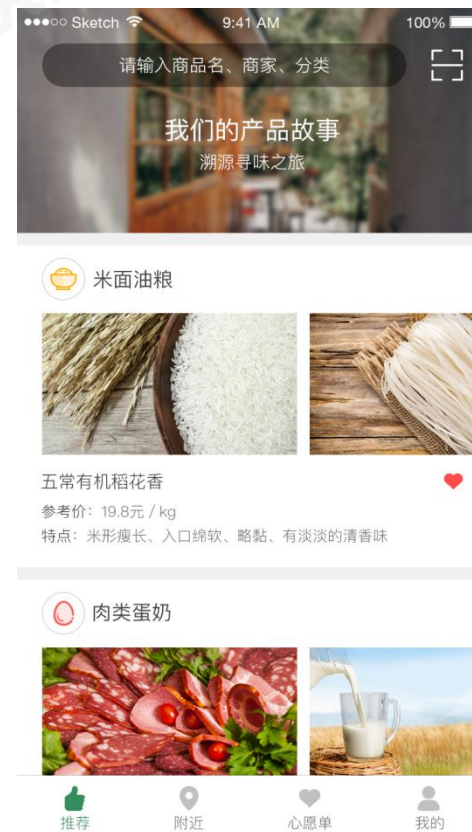 ●●●○○ Sketch 9:41 AM 100%
请输入商品名、商家、分类
我们的产品故事
溯源寻味之旅
米面油粮
五常有机稻花香
参考价：19.8元 / kg
特点：米形瘦长、入口绵软、略黏、有淡淡的清香味
肉类蛋奶
推荐 附近 心愿单 我的